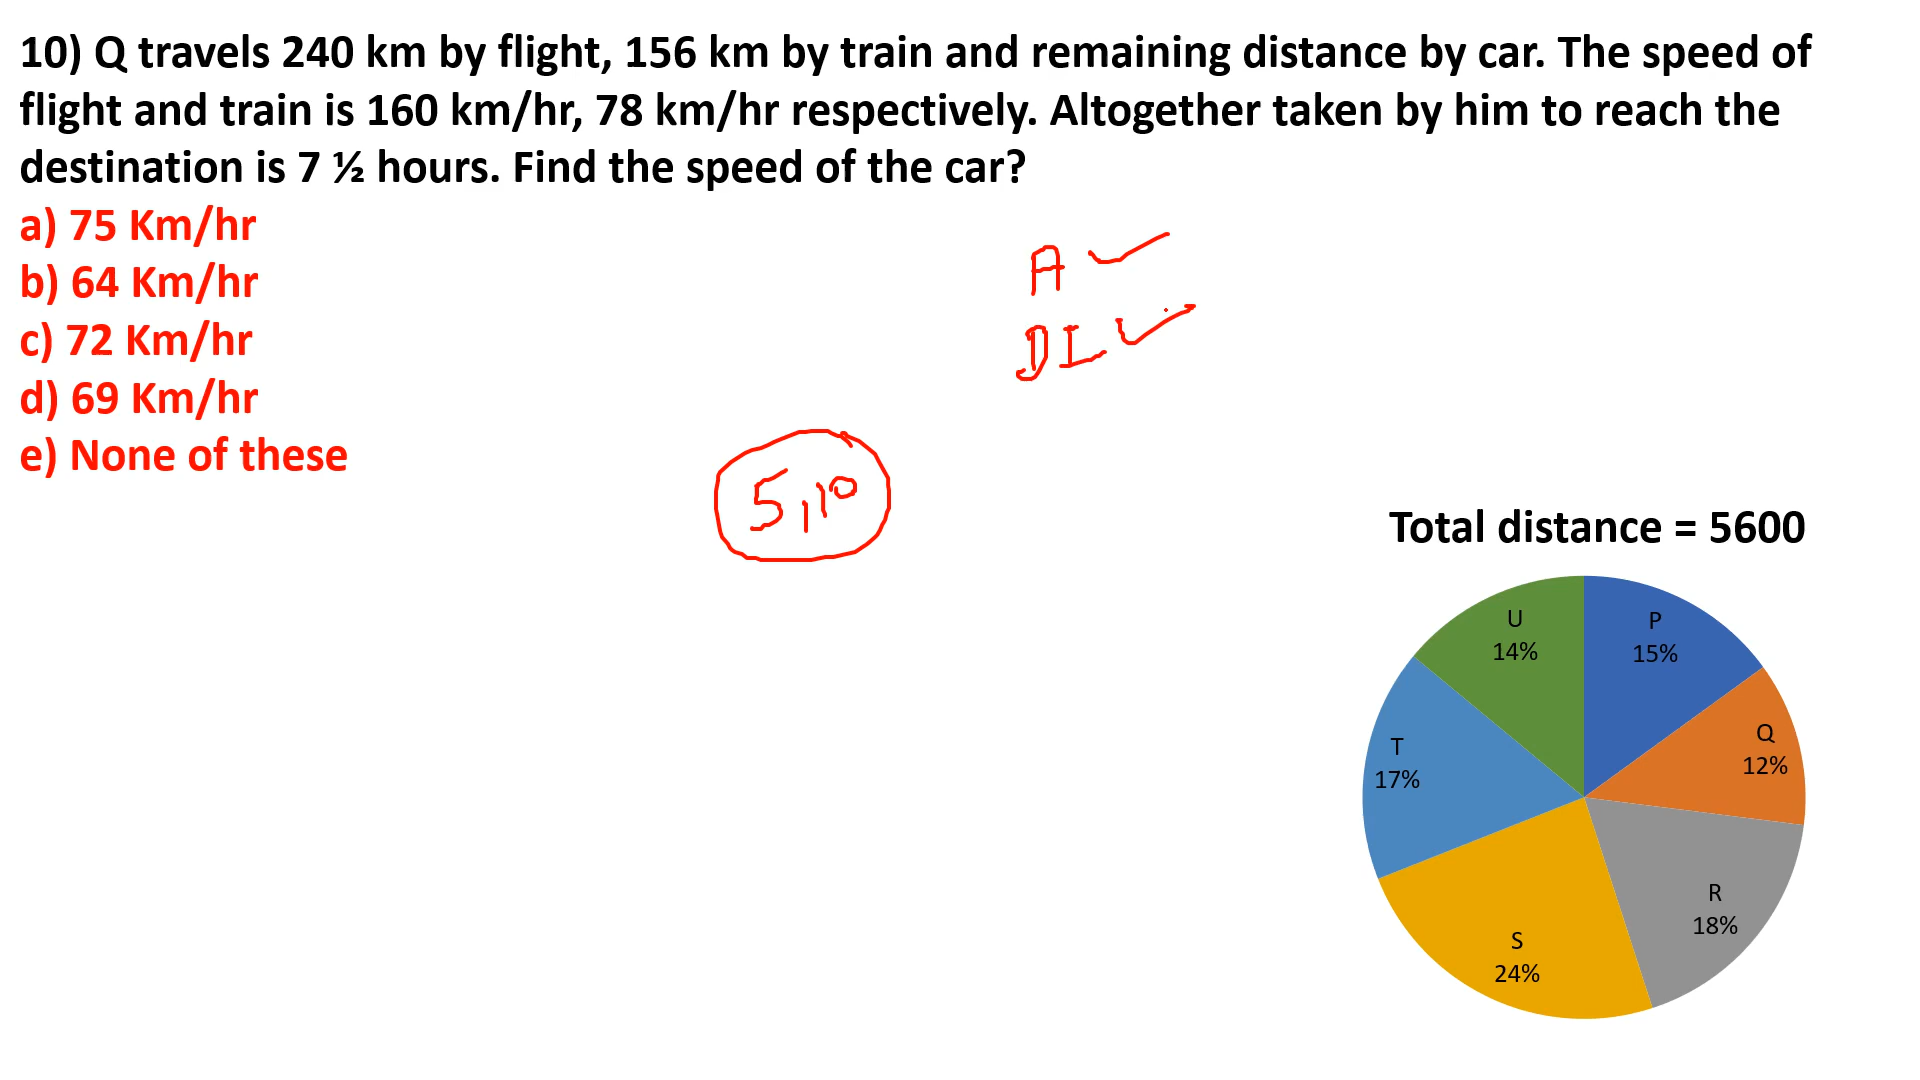 10) Q travels 240 km by flight, 156 km by train and remaining distance by car. The speed of
flight and train is 160 km/hr, 78 km/hr respectively. Altogether taken by him to reach the
destination is 7 ½ hours. Find the speed of the car?
a) 75 Km/hr
b) 64 Km/hr
c) 72 Km/hr
d) 69 Km/hr
e) None of these
A
DI
5, 10
Total distance = 5600
U
14%
P
15%
Q
12%
T
17%
R
18%
S
24%